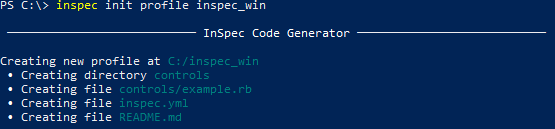 PS C:\> inspec init profile inspec_win
InSpec Code Generator
Creating new profile at C:/inspec_win
• Creating directory controls
• Creating file controls/example.rb
• Creating file inspec.yml
• Creating file README.md